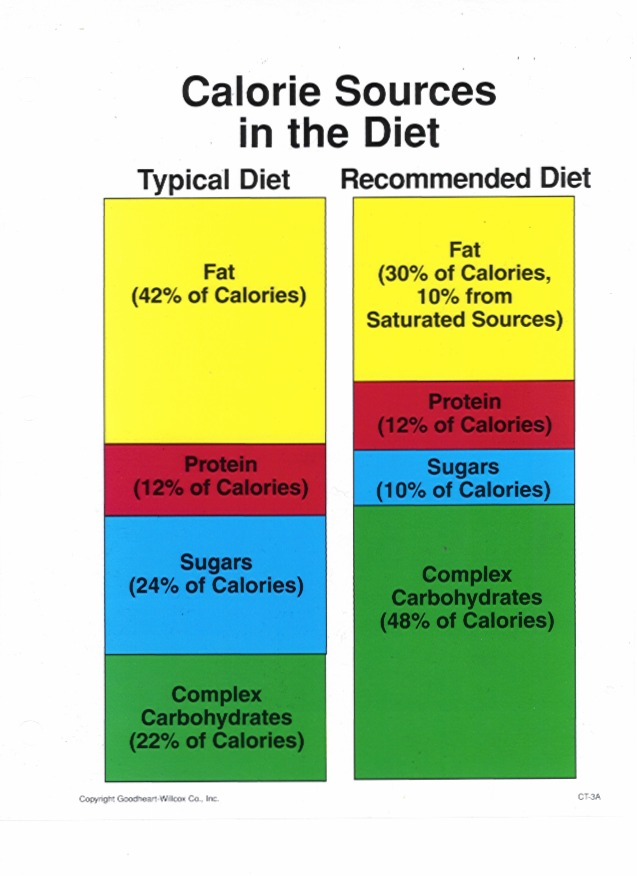 Calorie Sources
in the Diet
Typical Diet
Fat
(42% of Calories)
Protein
(12% of Calories)
Sugars
(24% of Calories)
Complex
Carbohydrates
(22% of Calories)
Recommended Diet
Fat
(30% of Calories,
10% from
Saturated Sources)
Protein
(12% of Calories)
Sugars
(10% of Calories)
Complex
Carbohydrates
(48% of Calories)
Copyright Goodheart-Willcox Co., Inc.
CT-3A